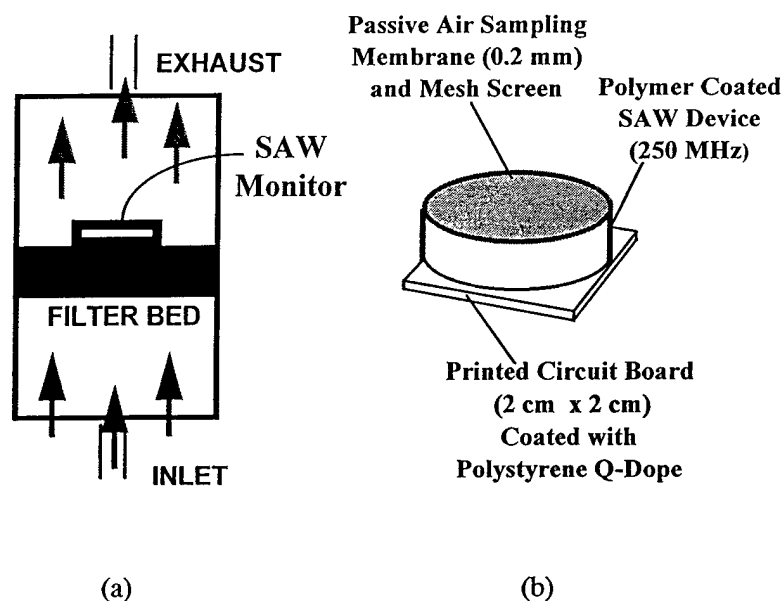 EXHAUST
SAW
Monitor
FILTER BED
INLET
(a)
Passive Air Sampling
Membrane (0.2 mm)
and Mesh Screen
Polymer Coated
SAW Device
(250 MHz)
Printed Circuit Board
(2 cm x 2 cm)
Coated with
Polystyrene Q-Dope
(b)